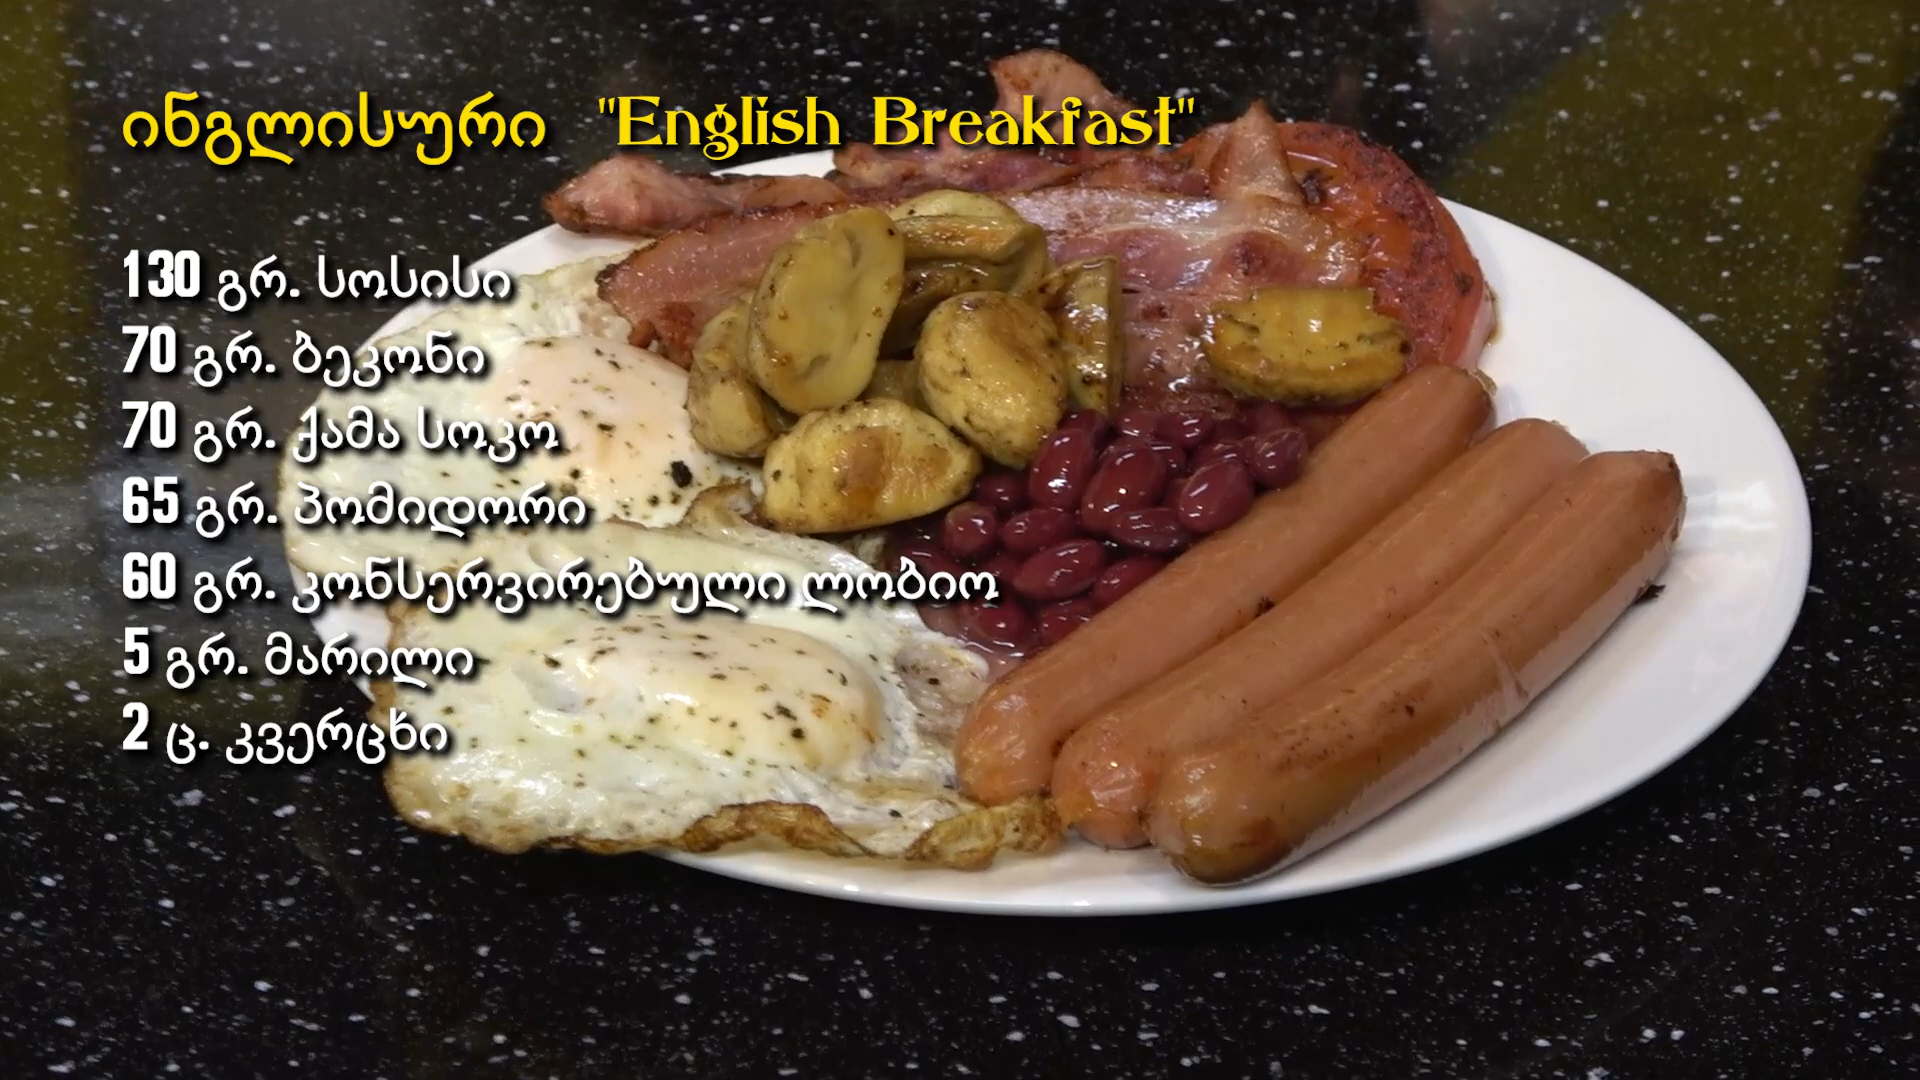 ინგლისური "English Breakfast"
130 გრ. სოსისი
70 გრ. ბეკონი
70 გრ. ქამა სოკო
65 გრ. პომიდორი
60 გრ. კონსერვირებული ლობიო
5 გრ. მარილი
2 ც. კვერცხი